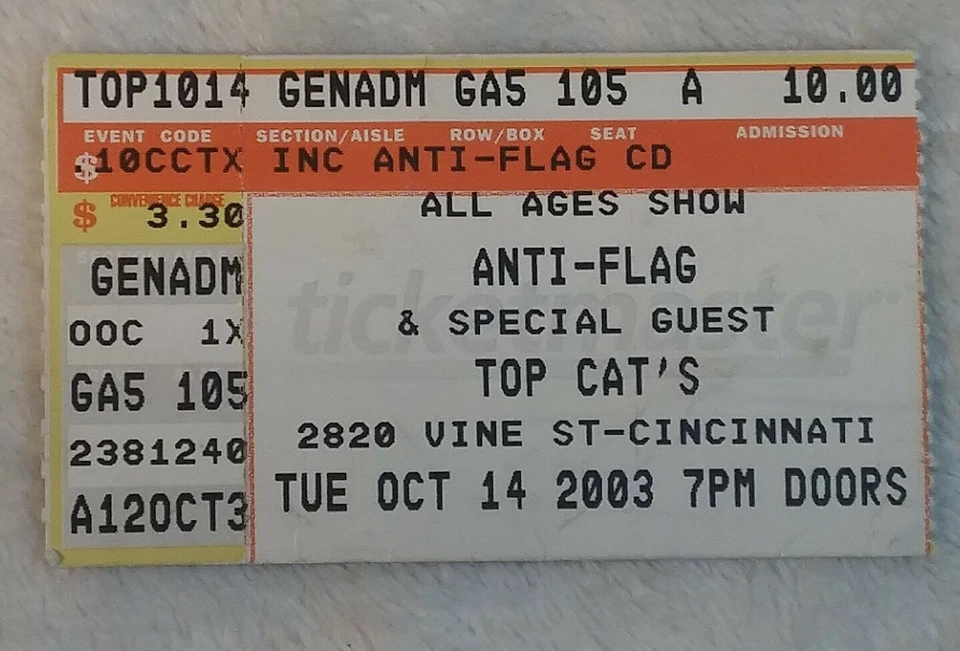 TOP1014 GENADM GA5 105 A 10.00
EVENT CODE SECTION/AISLE ROW/BOX SEAT ADMISSION
$ .10CCTX INC ANTI-FLAG CD
CONVENIENCE CHARGE
$ 3.30
ALL AGES SHOW
GENADM
ANTI-FLAG
ticketmaster
OOC 1X
& SPECIAL GUEST
GA5 105
TOP CAT'S
2381240
2820 VINE ST-CINCINNATI
A12OCT3
TUE OCT 14 2003 7PM DOORS